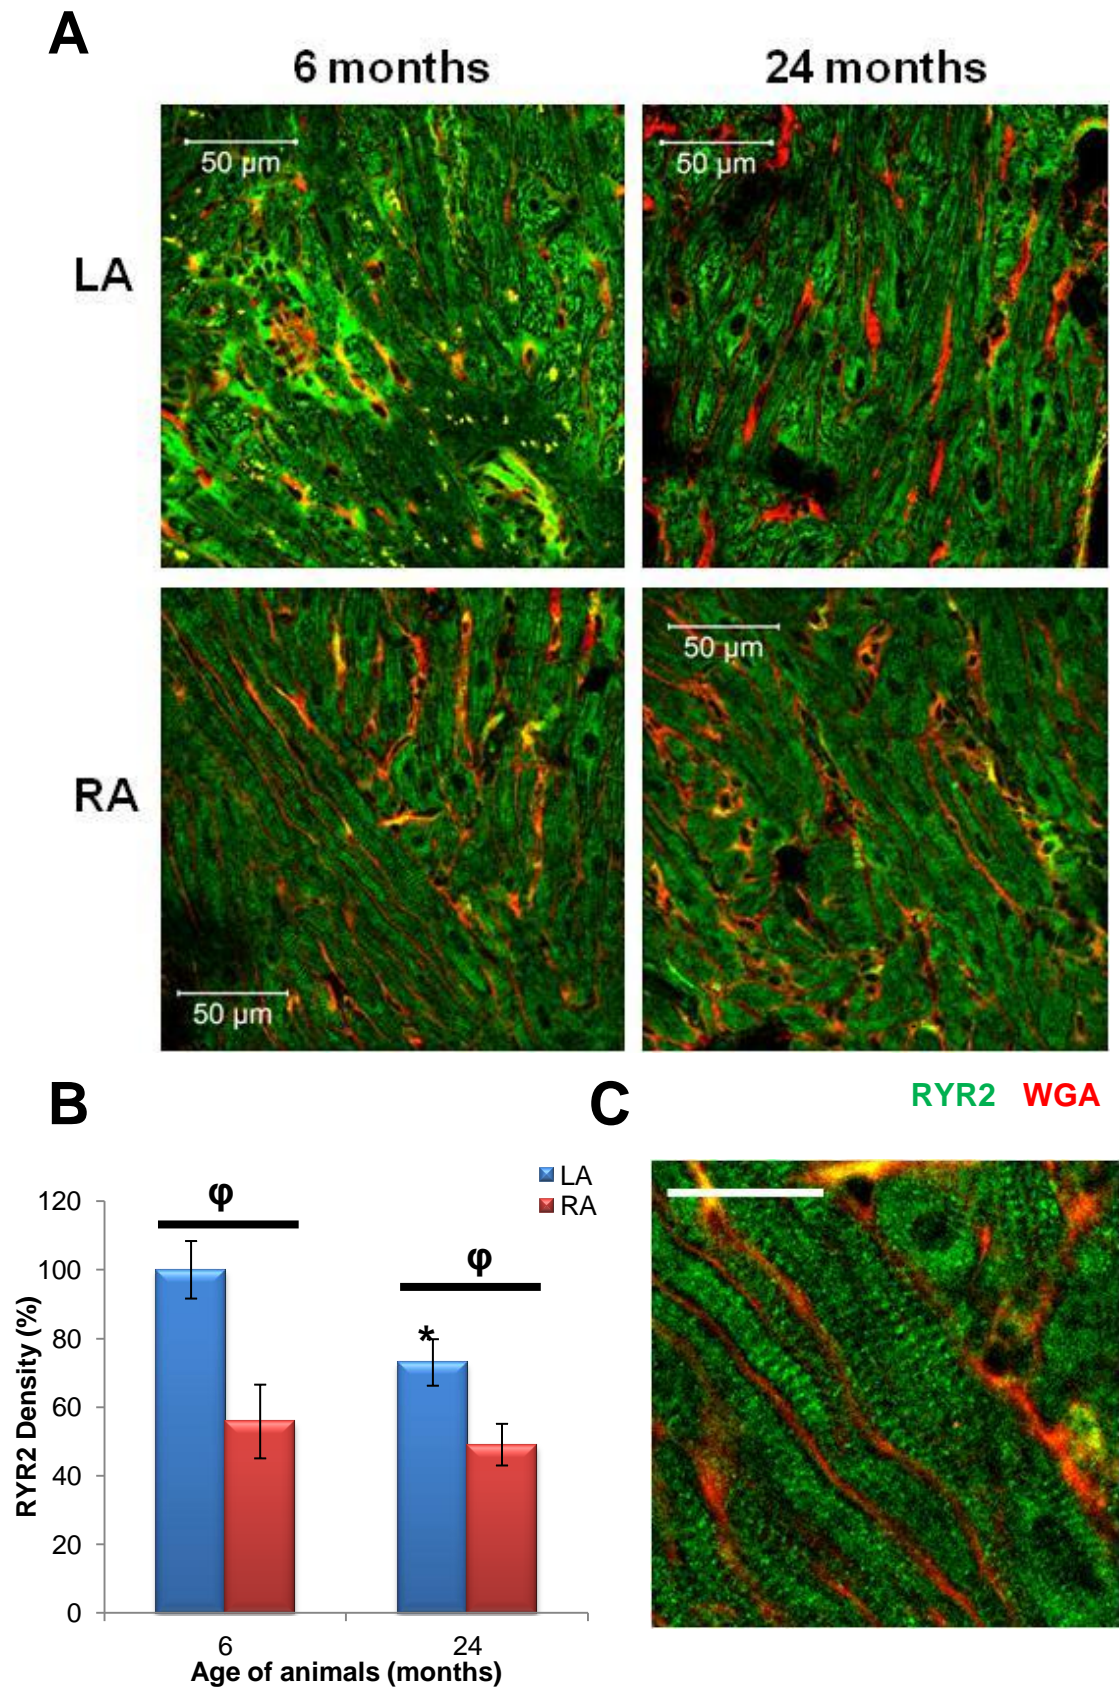 A
6 months
24 months
50 µm
50 µm
LA
50 µm
RA
50 µm
B
C
RYR2 WGA
LA
RA
φ
φ
*
120
100
80
60
40
20
0
RYR2 Density (%)
6
24
Age of animals (months)